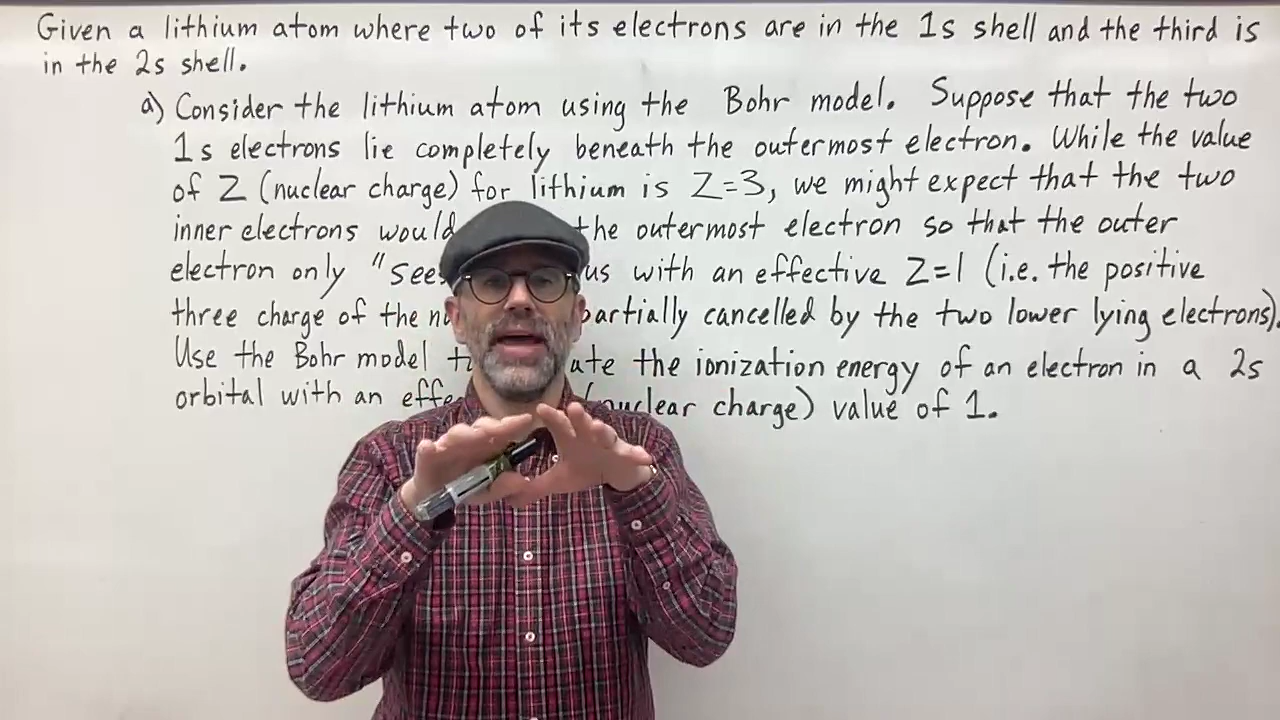 Given a lithium atom where two of its electrons are in the 1s shell and the third is
in the 2s shell.
a) Consider the lithium atom using the Bohr model. Suppose that the two
1s electrons lie completely beneath the outermost electron. While the value
of Z (nuclear charge) for lithium is Z=3, we might expect that the two
inner electrons would the outermost electron so that the outer
electron only "sees us with an effective Z=1 (i.e. the positive
three charge of the partially cancelled by the two lower lying electrons).
Use the Bohr model the ionization energy of an electron in a 2s
orbital with an (nuclear charge) value of 1.